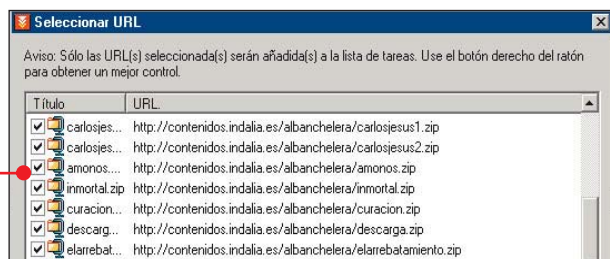 Seleccionar URL
Aviso: Sólo las URL(s) seleccionada(s) serán añadida(s) a la lista de tareas. Use el botón derecho del ratón
para obtener un mejor control.
Título URL.
carlosjes... http://contenidos.indalia.es/albanchelera/carlosjesus1.zip
carlosjes... http://contenidos.indalia.es/albanchelera/carlosjesus2.zip
amonos.... http://contenidos.indalia.es/albanchelera/amonos.zip
inmortal.zip http://contenidos.indalia.es/albanchelera/inmortal.zip
curacion... http://contenidos.indalia.es/albanchelera/curacion.zip
descarg... http://contenidos.indalia.es/albanchelera/descarga.zip
elarrebat... http://contenidos.indalia.es/albanchelera/elarrebatamiento.zip